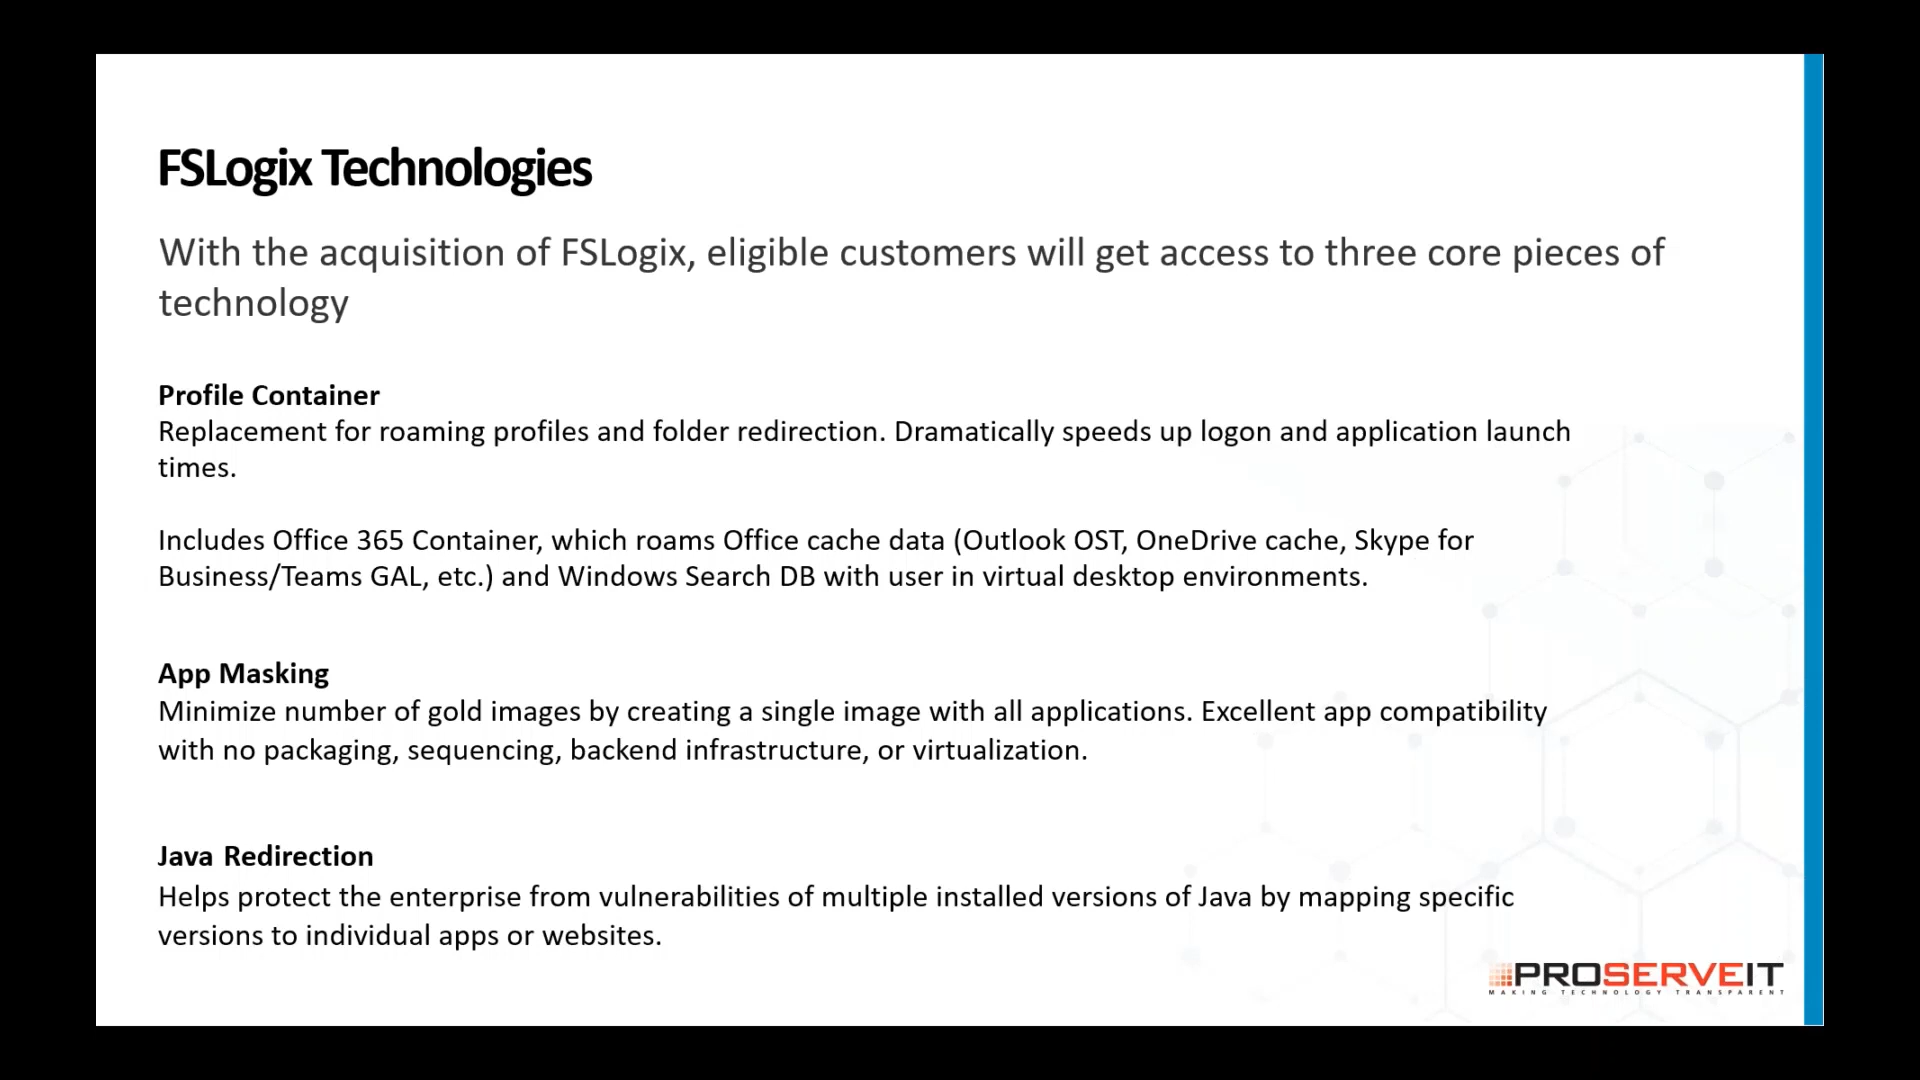 FSLogix Technologies
With the acquisition of FSLogix, eligible customers will get access to three core pieces of
technology
Profile Container
Replacement for roaming profiles and folder redirection. Dramatically speeds up logon and application launch
times.
Includes Office 365 Container, which roams Office cache data (Outlook OST, OneDrive cache, Skype for
Business/Teams GAL, etc.) and Windows Search DB with user in virtual desktop environments.
App Masking
Minimize number of gold images by creating a single image with all applications. Excellent app compatibility
with no packaging, sequencing, backend infrastructure, or virtualization.
Java Redirection
Helps protect the enterprise from vulnerabilities of multiple installed versions of Java by mapping specific
versions to individual apps or websites.
PROSERVEIT
MAKING TECHNOLOGY TRANSPARENT